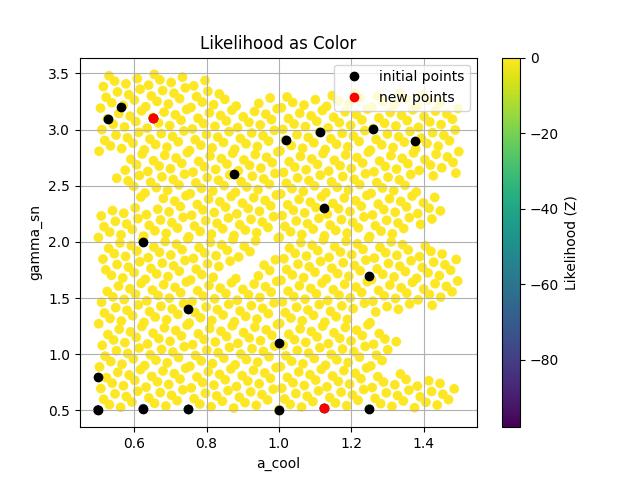 Likelihood as Color
initial points
new points
3.5
3.0
2.5
2.0
1.5
1.0
0.5
gamma_sn
0.6
0.8
1.0
1.2
1.4
a_cool
0
−20
−40
−60
−80
Likelihood (Z)